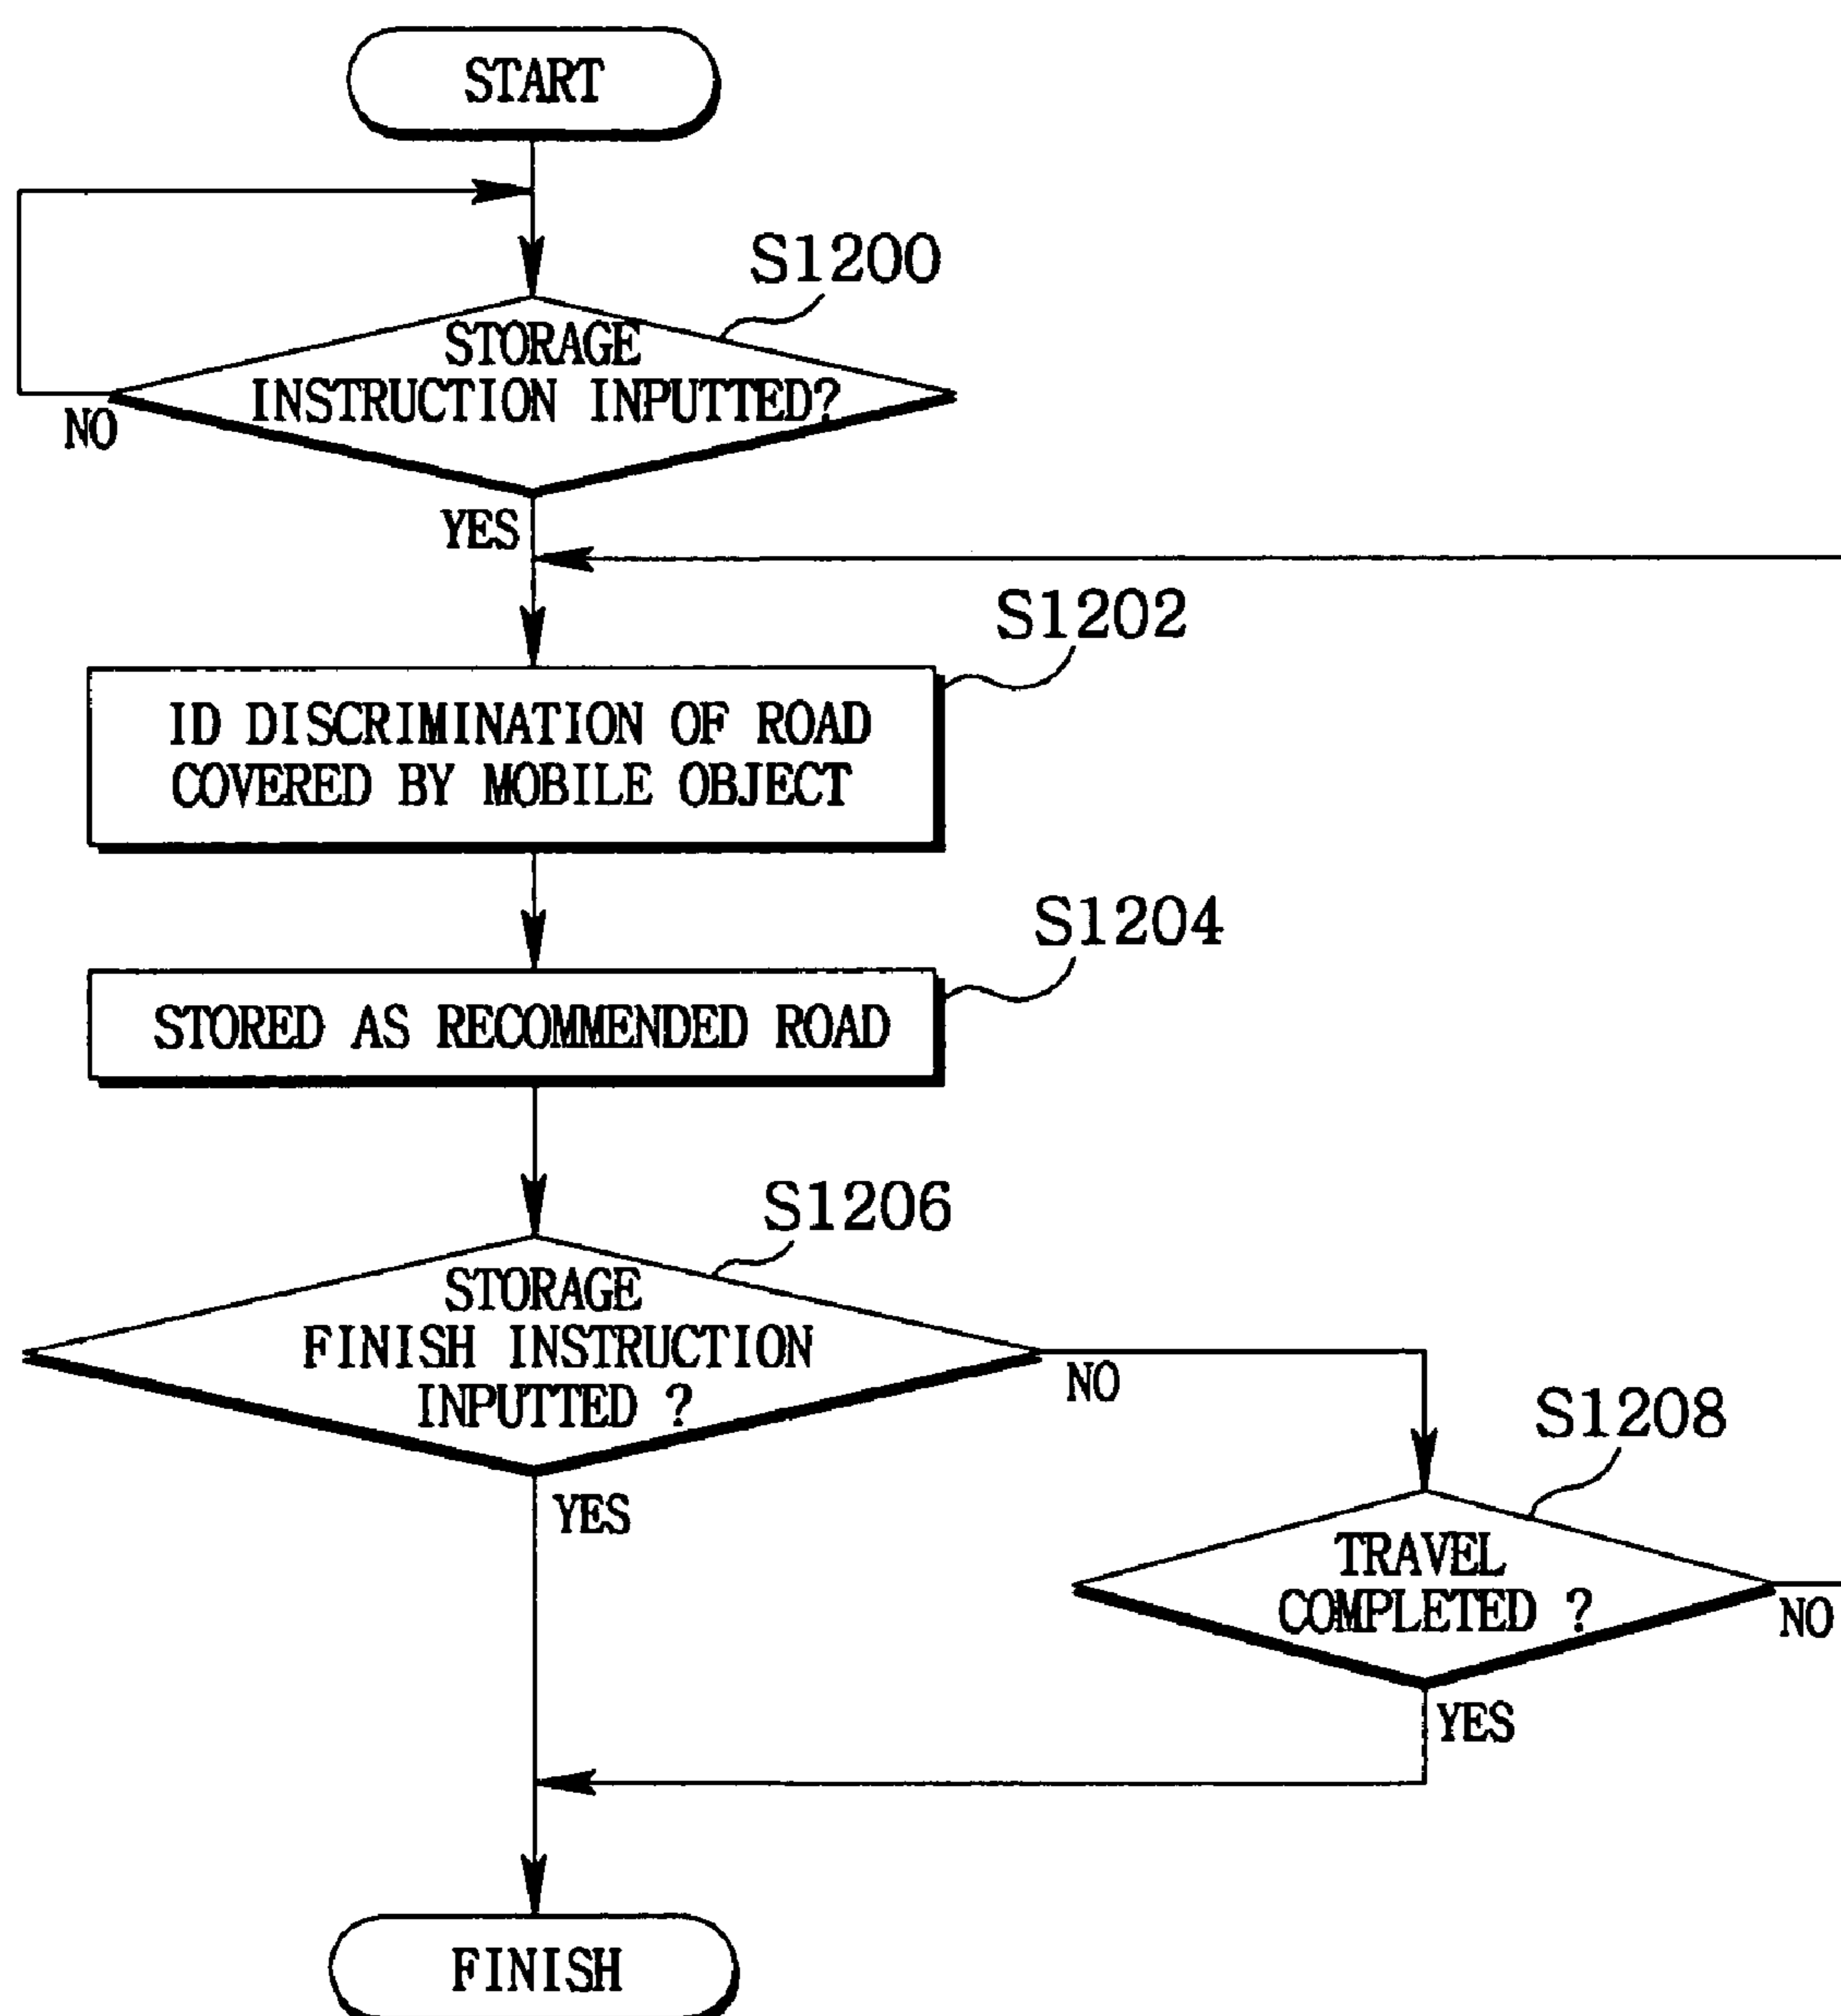 START
S1200
STORAGE
INSTRUCTION INPUTTED?
NO
YES
S1202
ID DISCRIMINATION OF ROAD
COVERED BY MOBILE OBJECT
S1204
STORED AS RECOMMENDED ROAD
S1206
STORAGE
FINISH INSTRUCTION
INPUTTED ?
NO
YES
S1208
TRAVEL
COMPLETED ?
NO
YES
FINISH